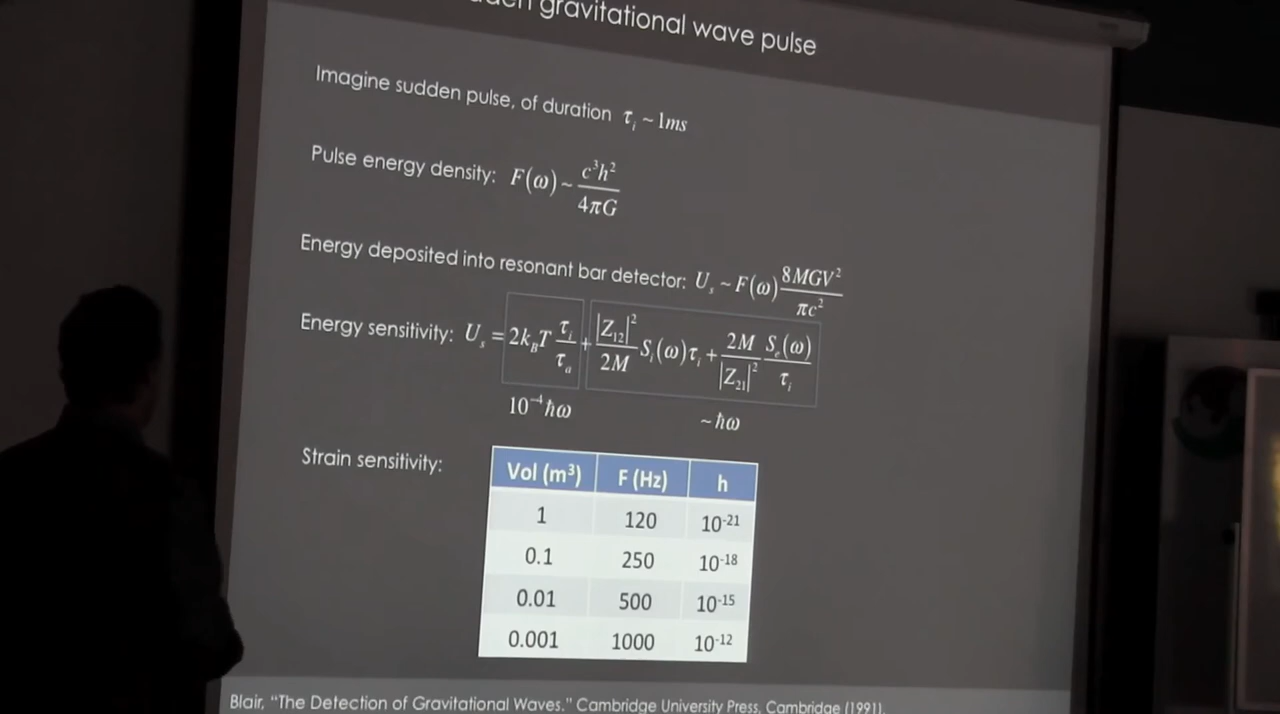 gravitational wave pulse
Imagine sudden pulse, of duration τᵢ ~ 1ms
Pulse energy density: F(ω) ~ c³h² / 4πG
Energy deposited into resonant bar detector: Uₛ ~ F(ω) 8MGV² / πc²
Energy sensitivity: Uₛ = 2k_BT τᵢ/τₐ + |Z₁₂|²/2M Sᵢ(ω)τᵢ + 2M/|Z₂₁|² Sₑ(ω)/τᵢ
10⁻⁴ħω ~ħω
Strain sensitivity:
Vol (m³) F (Hz) h
1 120 10⁻²¹
0.1 250 10⁻¹⁸
0.01 500 10⁻¹⁵
0.001 1000 10⁻¹²
Blair, "The Detection of Gravitational Waves." Cambridge University Press, Cambridge (1991).